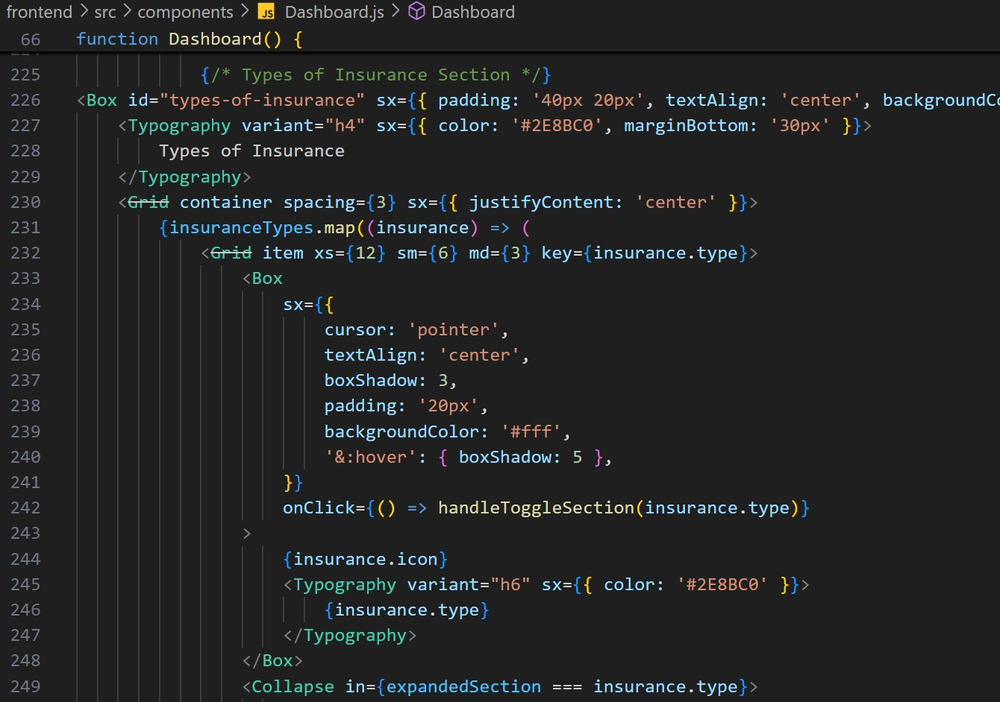 frontend > src > components > JS Dashboard.js > Dashboard
66 function Dashboard() {
225 {/* Types of Insurance Section */}
226 <Box id="types-of-insurance" sx={{ padding: '40px 20px', textAlign: 'center', backgroundCo
227 <Typography variant="h4" sx={{ color: '#2E8BC0', marginBottom: '30px' }}>
228 Types of Insurance
229 </Typography>
230 <Grid container spacing={3} sx={{ justifyContent: 'center' }}>
231 {insuranceTypes.map((insurance) => (
232 <Grid item xs={12} sm={6} md={3} key={insurance.type}>
233 <Box
234 sx={{
235 cursor: 'pointer',
236 textAlign: 'center',
237 boxShadow: 3,
238 padding: '20px',
239 backgroundColor: '#fff',
240 '&:hover': { boxShadow: 5 },
241 }}
242 onClick={() => handleToggleSection(insurance.type)}
243 >
244 {insurance.icon}
245 <Typography variant="h6" sx={{ color: '#2E8BC0' }}>
246 {insurance.type}
247 </Typography>
248 </Box>
249 <Collapse in={expandedSection === insurance.type}>